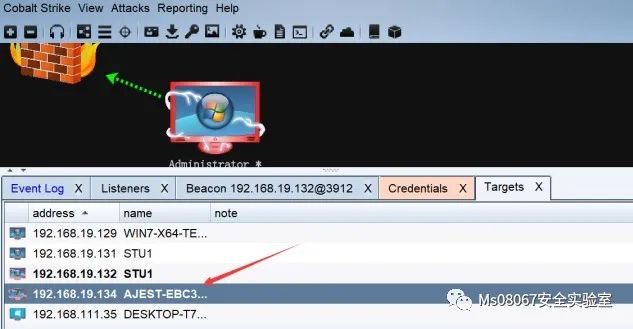 Cobalt Strike View Attacks Reporting Help
Administrator *
Event Log X Listeners X Beacon 192.168.19.132@3912 X Credentials X Targets X
address name note
192.168.19.129 WIN7-X64-TE...
192.168.19.131 STU1
192.168.19.132 STU1
192.168.19.134 AJEST-EBC3...
192.168.111.35 DESKTOP-T7...
Ms08067安全实验室